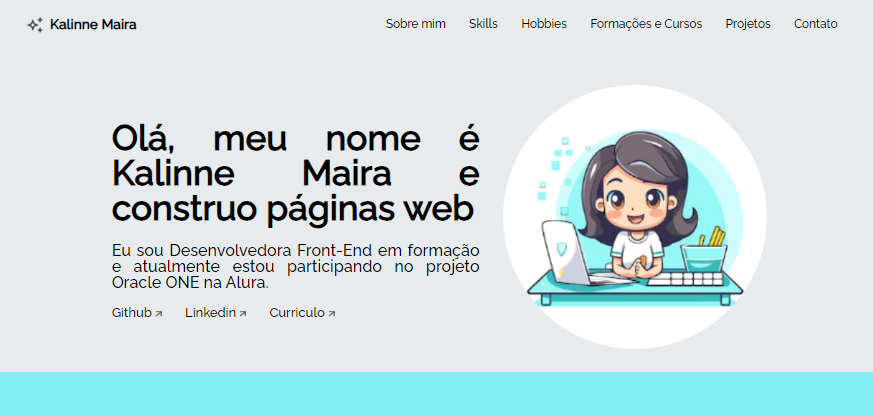 Kalinne Maira
Sobre mim Skills Hobbies Formações e Cursos Projetos Contato
Olá, meu nome é
Kalinne Maira e
construo páginas web
Eu sou Desenvolvedora Front-End em formação
e atualmente estou participando no projeto
Oracle ONE na Alura.
Github Linkedin Curriculo